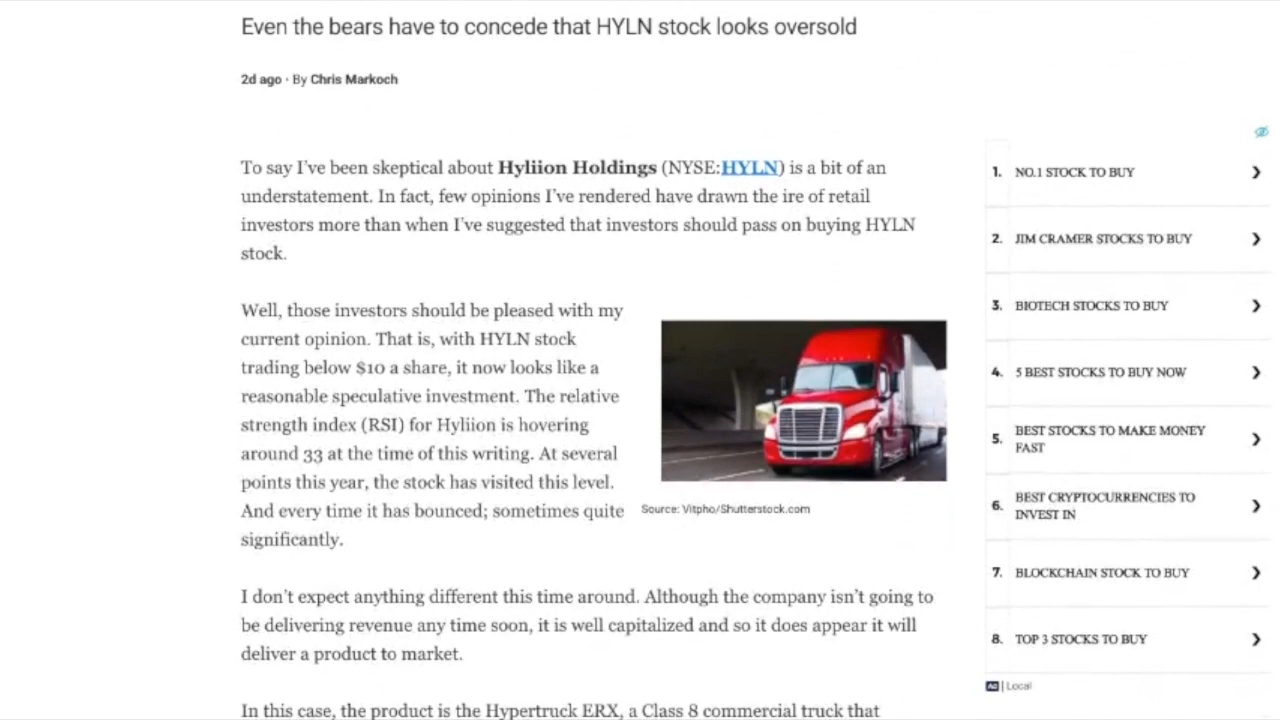 Even the bears have to concede that HYLN stock looks oversold
2d ago · By Chris Markoch
To say I've been skeptical about Hyliion Holdings (NYSE:HYLN) is a bit of an
understatement. In fact, few opinions I've rendered have drawn the ire of retail
investors more than when I've suggested that investors should pass on buying HYLN
stock.
Well, those investors should be pleased with my
current opinion. That is, with HYLN stock
trading below $10 a share, it now looks like a
reasonable speculative investment. The relative
strength index (RSI) for Hyliion is hovering
around 33 at the time of this writing. At several
points this year, the stock has visited this level.
And every time it has bounced; sometimes quite
significantly.
Source: Vitpho/Shutterstock.com
I don't expect anything different this time around. Although the company isn't going to
be delivering revenue any time soon, it is well capitalized and so it does appear it will
deliver a product to market.
In this case, the product is the Hypertruck ERX, a Class 8 commercial truck that
1. NO.1 STOCK TO BUY
2. JIM CRAMER STOCKS TO BUY
3. BIOTECH STOCKS TO BUY
4. 5 BEST STOCKS TO BUY NOW
5. BEST STOCKS TO MAKE MONEY
FAST
6. BEST CRYPTOCURRENCIES TO
INVEST IN
7. BLOCKCHAIN STOCK TO BUY
8. TOP 3 STOCKS TO BUY
Ad | Local